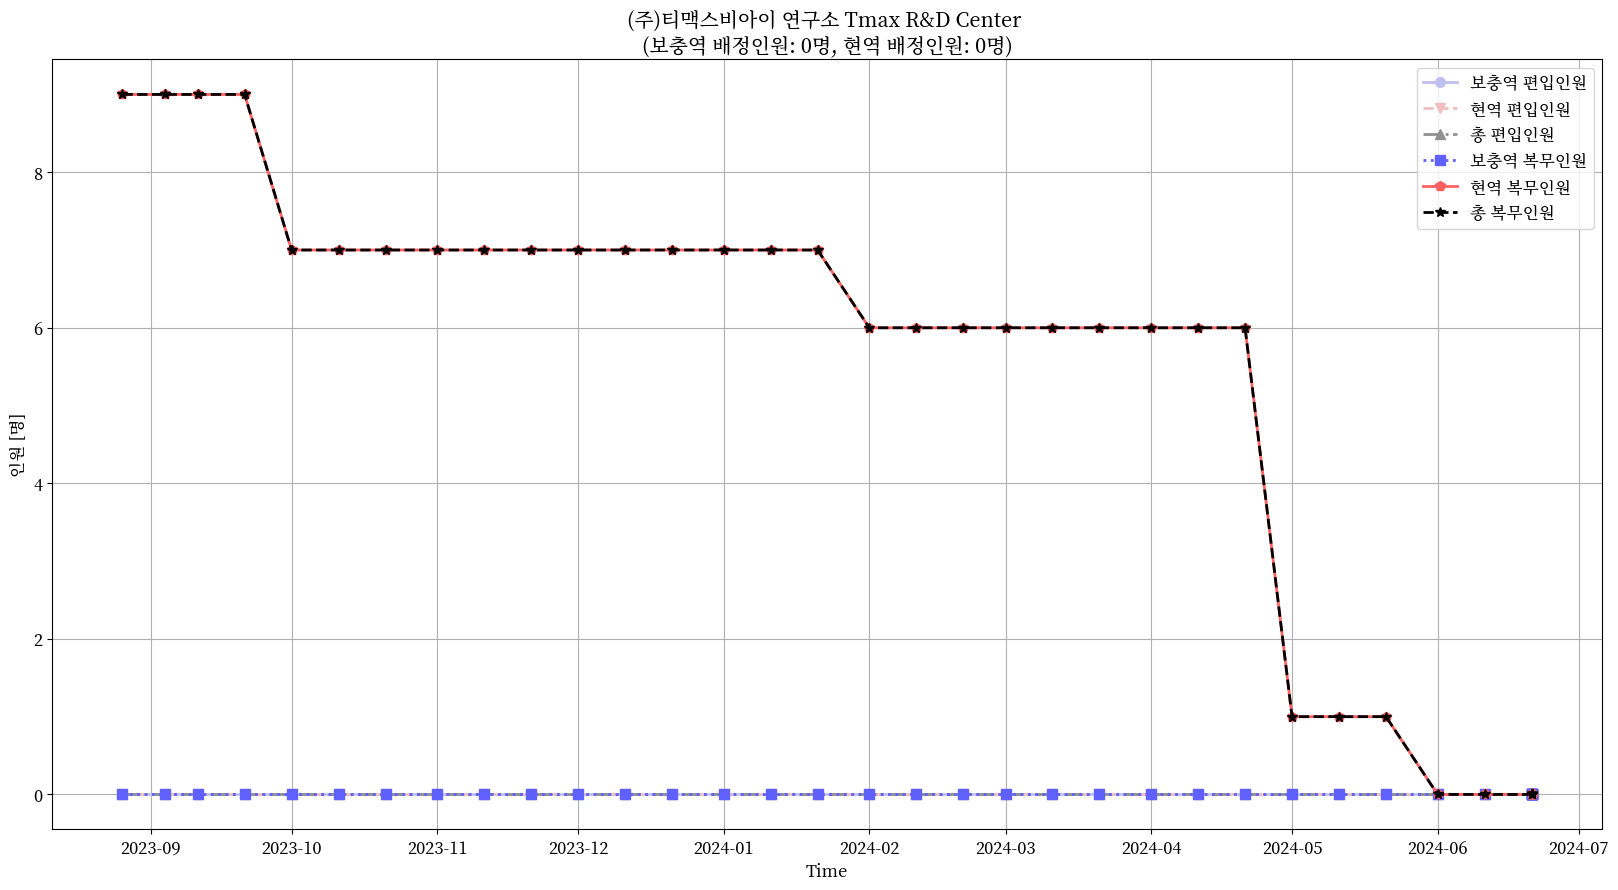 (주)티맥스비아이 연구소 Tmax R&D Center
(보충역 배정인원: 0명, 현역 배정인원: 0명)
보충역 편입인원
현역 편입인원
총 편입인원
보충역 복무인원
현역 복무인원
총 복무인원
인원 [명]
8
6
4
2
0
2023-09 2023-10 2023-11 2023-12 2024-01 2024-02 2024-03 2024-04 2024-05 2024-06 2024-07
Time